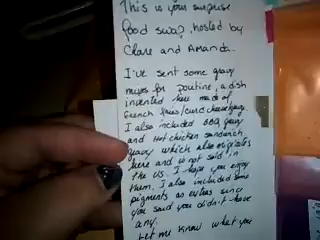 This is your surprise
food swap, hosted by
Clare and Amanda.
I've sent some gravy
mixes for poutine, a dish
invented here made of
french fries/curd cheese/gravy.
I also included BBQ gravy
and Hot chicken sandwich
gravy which also originates
here and is not sold in
the US. I hope you enjoy
them. I also included some
pigments as extras since
you said you didn't have
any.
Let me know what you